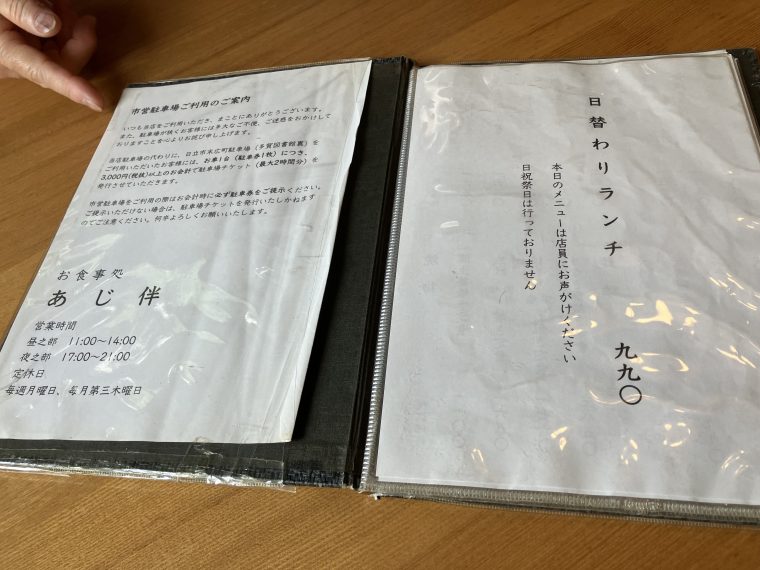 市営駐車場ご利用のご案内
いつも当店をご利用いただき、まことにありがとうございます。
また、駐車場が狭くお客様には多大なご不便、ご迷惑をおかけして
おりますことを心よりお詫び申し上げます。
当店駐車場の代わりに、日立市末広町駐車場（多賀図書館裏）を
ご利用いただいたお客様には、お車1台（駐車券1枚）につき、
3,000円(税抜)以上のお会計で駐車場チケット（最大2時間分）を
発行させていただきます。
市営駐車場をご利用の際はお会計時に必ず駐車券をご提示ください。
ご提示いただけない場合は、駐車場チケットを発行いたしかねます
のでご注意ください。何卒よろしくお願いいたします。
お食事処
あじ伴
営業時間
昼之部 11:00～14:00
夜之部 17:00～21:00
定休日
毎週月曜日、毎月第三木曜日
日替わりランチ 九九〇
本日のメニューは店員にお声がけください
日祝祭日は行っておりません